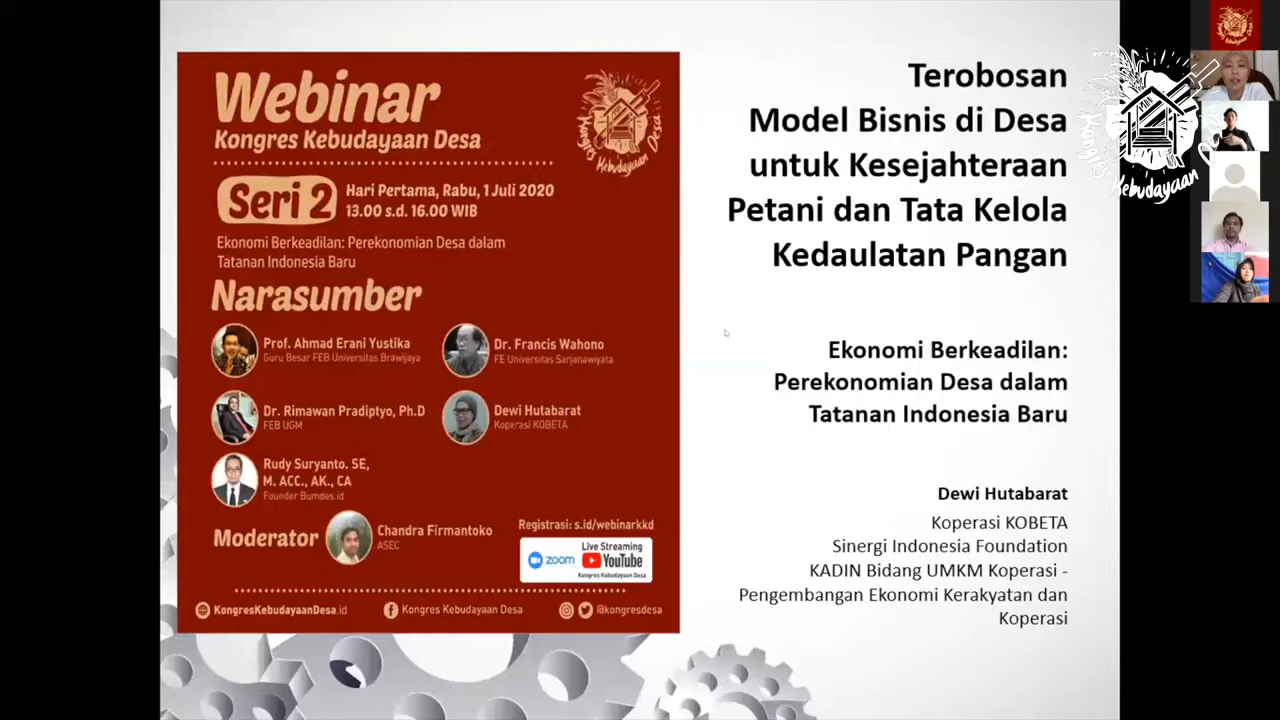 Webinar
Kongres Kebudayaan Desa
Seri 2
Hari Pertama, Rabu, 1 Juli 2020
13.00 s.d. 16.00 WIB
Ekonomi Berkeadilan: Perekonomian Desa dalam
Tatanan Indonesia Baru
Narasumber
Prof. Ahmad Erani Yustika
Guru Besar FEB Universitas Brawijaya
Dr. Francis Wahono
FE Universitas Sarjanawiyata
Dr. Rimawan Pradiptyo, Ph.D
FEB UGM
Dewi Hutabarat
Koperasi KOBETA
Rudy Suryanto. SE,
M. ACC., AK., CA
Founder Bumdes.id
Moderator
Chandra Firmantoko
ASEC
Registrasi: s.id/webinarkkd
zoom
Live Streaming
YouTube
Kongres Kebudayaan Desa
KongresKebudayaanDesa.id
Kongres Kebudayaan Desa
@kongresdesa
Kongres Kebudayaan Desa
Terobosan
Model Bisnis di Desa
untuk Kesejahteraan
Petani dan Tata Kelola
Kedaulatan Pangan
Ekonomi Berkeadilan:
Perekonomian Desa dalam
Tatanan Indonesia Baru
Dewi Hutabarat
Koperasi KOBETA
Sinergi Indonesia Foundation
KADIN Bidang UMKM Koperasi -
Pengembangan Ekonomi Kerakyatan dan
Koperasi
Kongres Kebudayaan